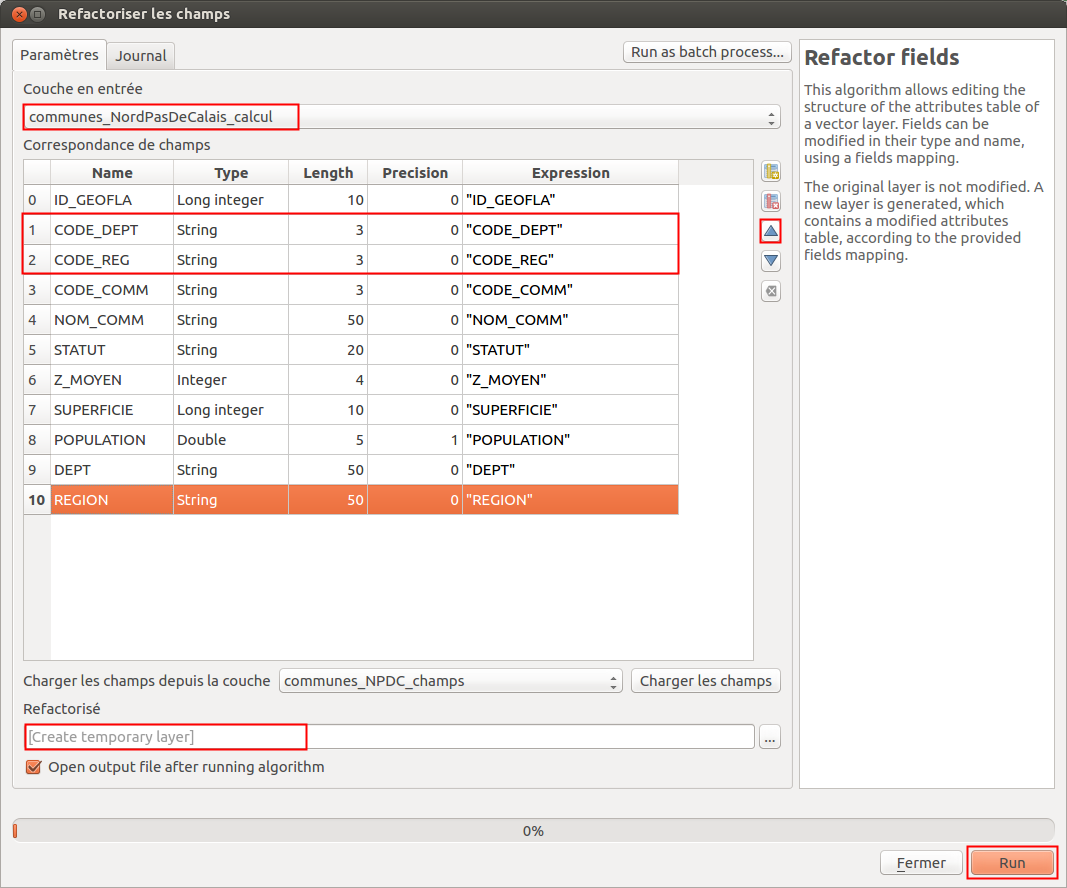 Refactoriser les champs
Paramètres Journal Run as batch process...
Couche en entrée
communes_NordPasDeCalais_calcul
Correspondance de champs
Name Type Length Precision Expression
0 ID_GEOFLA Long integer 10 0 "ID_GEOFLA"
1 CODE_DEPT String 3 0 "CODE_DEPT"
2 CODE_REG String 3 0 "CODE_REG"
3 CODE_COMM String 3 0 "CODE_COMM"
4 NOM_COMM String 50 0 "NOM_COMM"
5 STATUT String 20 0 "STATUT"
6 Z_MOYEN Integer 4 0 "Z_MOYEN"
7 SUPERFICIE Long integer 10 0 "SUPERFICIE"
8 POPULATION Double 5 1 "POPULATION"
9 DEPT String 50 0 "DEPT"
10 REGION String 50 0 "REGION"
Charger les champs depuis la couche communes_NPDC_champs Charger les champs
Refactorisé
[Create temporary layer] ...
Open output file after running algorithm
Refactor fields
This algorithm allows editing the
structure of the attributes table of
a vector layer. Fields can be
modified in their type and name,
using a fields mapping.
The original layer is not modified. A
new layer is generated, which
contains a modified attributes
table, according to the provided
fields mapping.
0%
Fermer Run